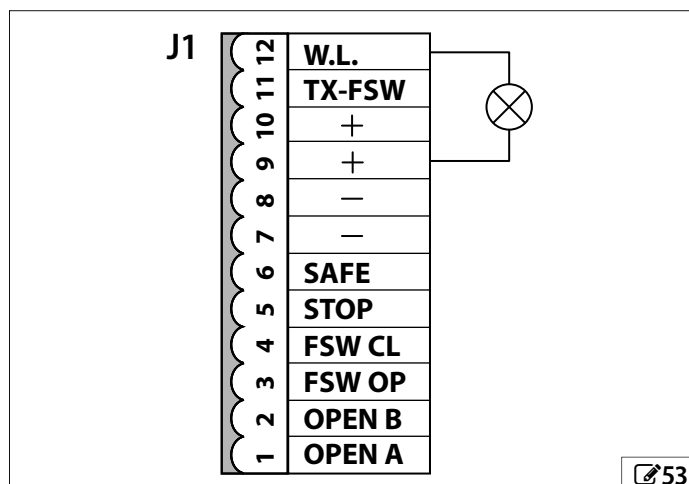 J1
12 W.L.
11 TX-FSW
10 +
9 +
8 −
7 −
6 SAFE
5 STOP
4 FSW CL
3 FSW OP
2 OPEN B
1 OPEN A
53